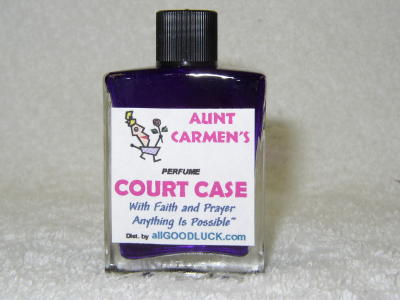 AUNT
CARMEN'S
PERFUME
COURT CASE
With Faith and Prayer
Anything Is Possible™
Dist. by allGOODLUCK.com